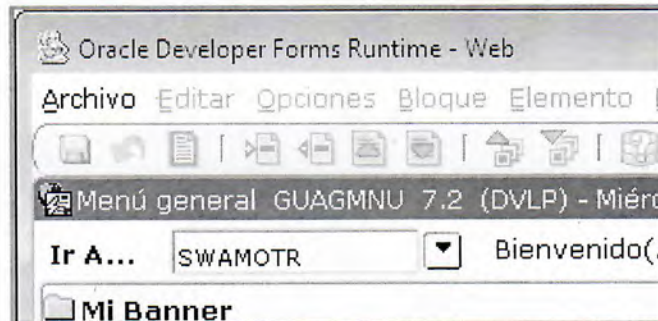 Oracle Developer Forms Runtime - Web
Archivo Editar Opciones Bloque Elemento
Menú general GUAGMNU 7.2 (DVLP) - Miérc
Ir A... SWAMOTR Bienvenido(
Mi Banner